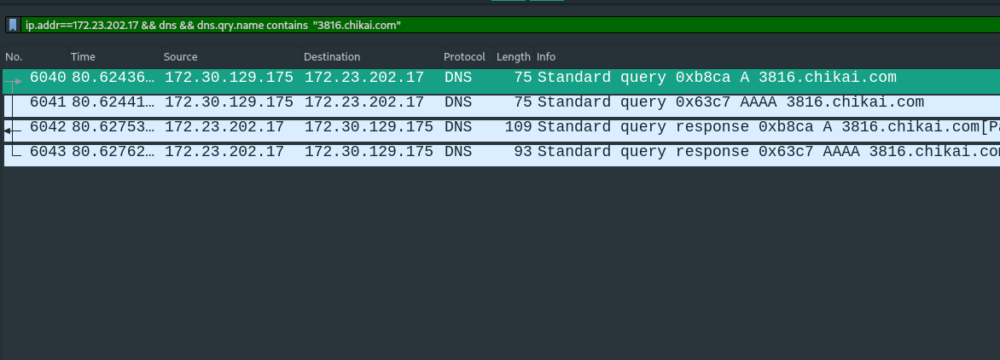 ip.addr==172.23.202.17 && dns && dns.qry.name contains  "3816.chikai.com"
No. Time Source Destination Protocol Length Info
6040 80.62436… 172.30.129.175 172.23.202.17 DNS 75 Standard query 0xb8ca A 3816.chikai.com
6041 80.62441… 172.30.129.175 172.23.202.17 DNS 75 Standard query 0x63c7 AAAA 3816.chikai.com
6042 80.62753… 172.23.202.17 172.30.129.175 DNS 109 Standard query response 0xb8ca A 3816.chikai.com[Pa
6043 80.62762… 172.23.202.17 172.30.129.175 DNS 93 Standard query response 0x63c7 AAAA 3816.chikai.com